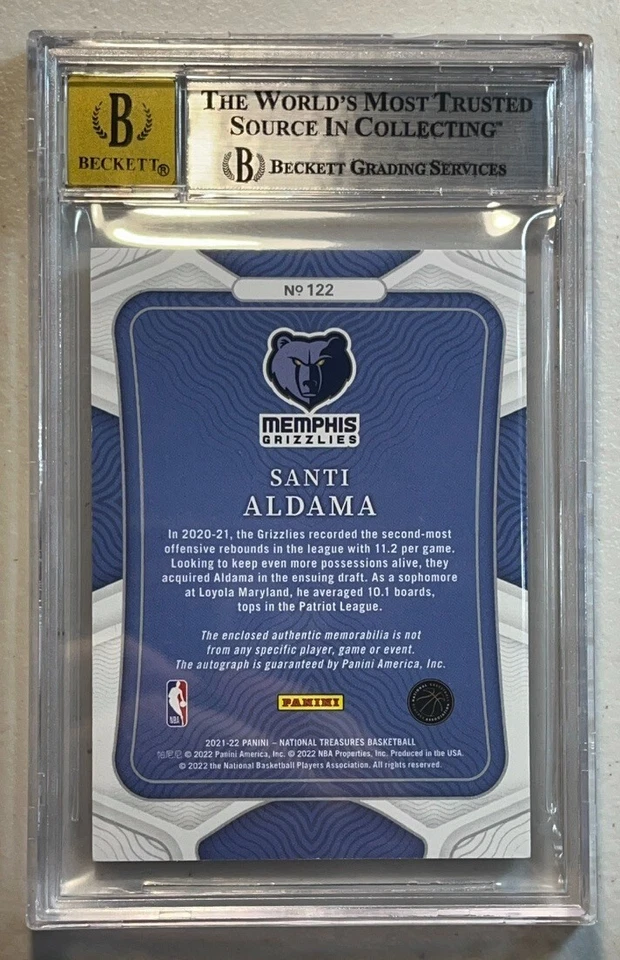 B
BECKETT®
THE WORLD'S MOST TRUSTED
SOURCE IN COLLECTING™
B BECKETT GRADING SERVICES
Nº 122
MEMPHIS
GRIZZLIES
SANTI
ALDAMA
In 2020-21, the Grizzlies recorded the second-most
offensive rebounds in the league with 11.2 per game.
Looking to keep even more possessions alive, they
acquired Aldama in the ensuing draft. As a sophomore
at Loyola Maryland, he averaged 10.1 boards,
tops in the Patriot League.
The enclosed authentic memorabilia is not
from any specific player, game or event.
The autograph is guaranteed by Panini America, Inc.
NBA
PANINI
2021-22 PANINI – NATIONAL TREASURES BASKETBALL
© 2022 Panini America, Inc. © 2022 NBA Properties, Inc. Produced in the USA.
© 2022 the National Basketball Players Association. All rights reserved.